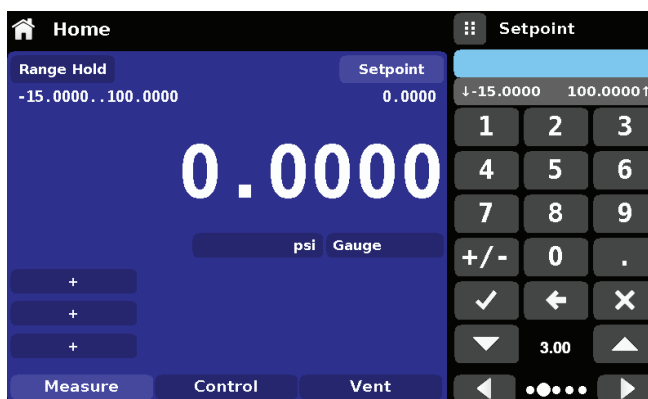 Home
Range Hold
Setpoint
-15.0000..100.0000
0.0000
0.0000
psi Gauge
+
+
+
Measure Control Vent
Setpoint
↓-15.0000 100.0000↑
1 2 3
4 5 6
7 8 9
+/- 0 .
3.00